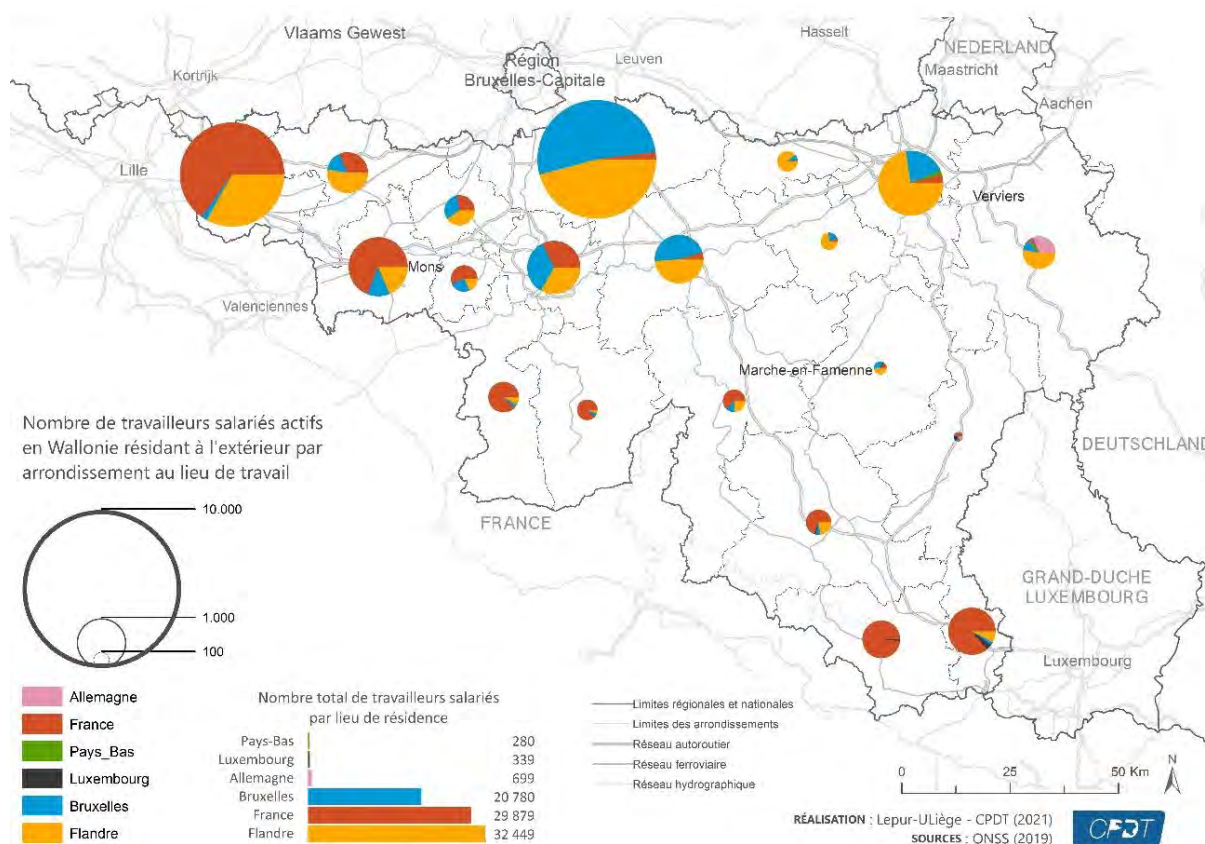 Vlaams Gewest
Hasselt
NEDERLAND
Kortrijk
Région
Bruxelles-Capitale
Leuven
Maastricht
Aachen
Lille
Verviers
Mons
Valenciennes
Marche-en-Famenne
DEUTSCHLAND
FRANCE
GRAND-DUCHE
LUXEMBOURG
Luxembourg
Nombre de travailleurs salariés actifs
en Wallonie résidant à l'extérieur par
arrondissement au lieu de travail
10.000
1.000
100
Allemagne
France
Pays_Bas
Luxembourg
Bruxelles
Flandre
Nombre total de travailleurs salariés
par lieu de résidence
Pays-Bas 280
Luxembourg 339
Allemagne 699
Bruxelles 20 780
France 29 879
Flandre 32 449
Limites régionales et nationales
Limites des arrondissements
Réseau autoroutier
Réseau ferroviaire
Réseau hydrographique
0 25 50 Km
N
RÉALISATION : Lepur-ULiège - CPDT (2021)
SOURCES : ONSS (2019)
CPDT